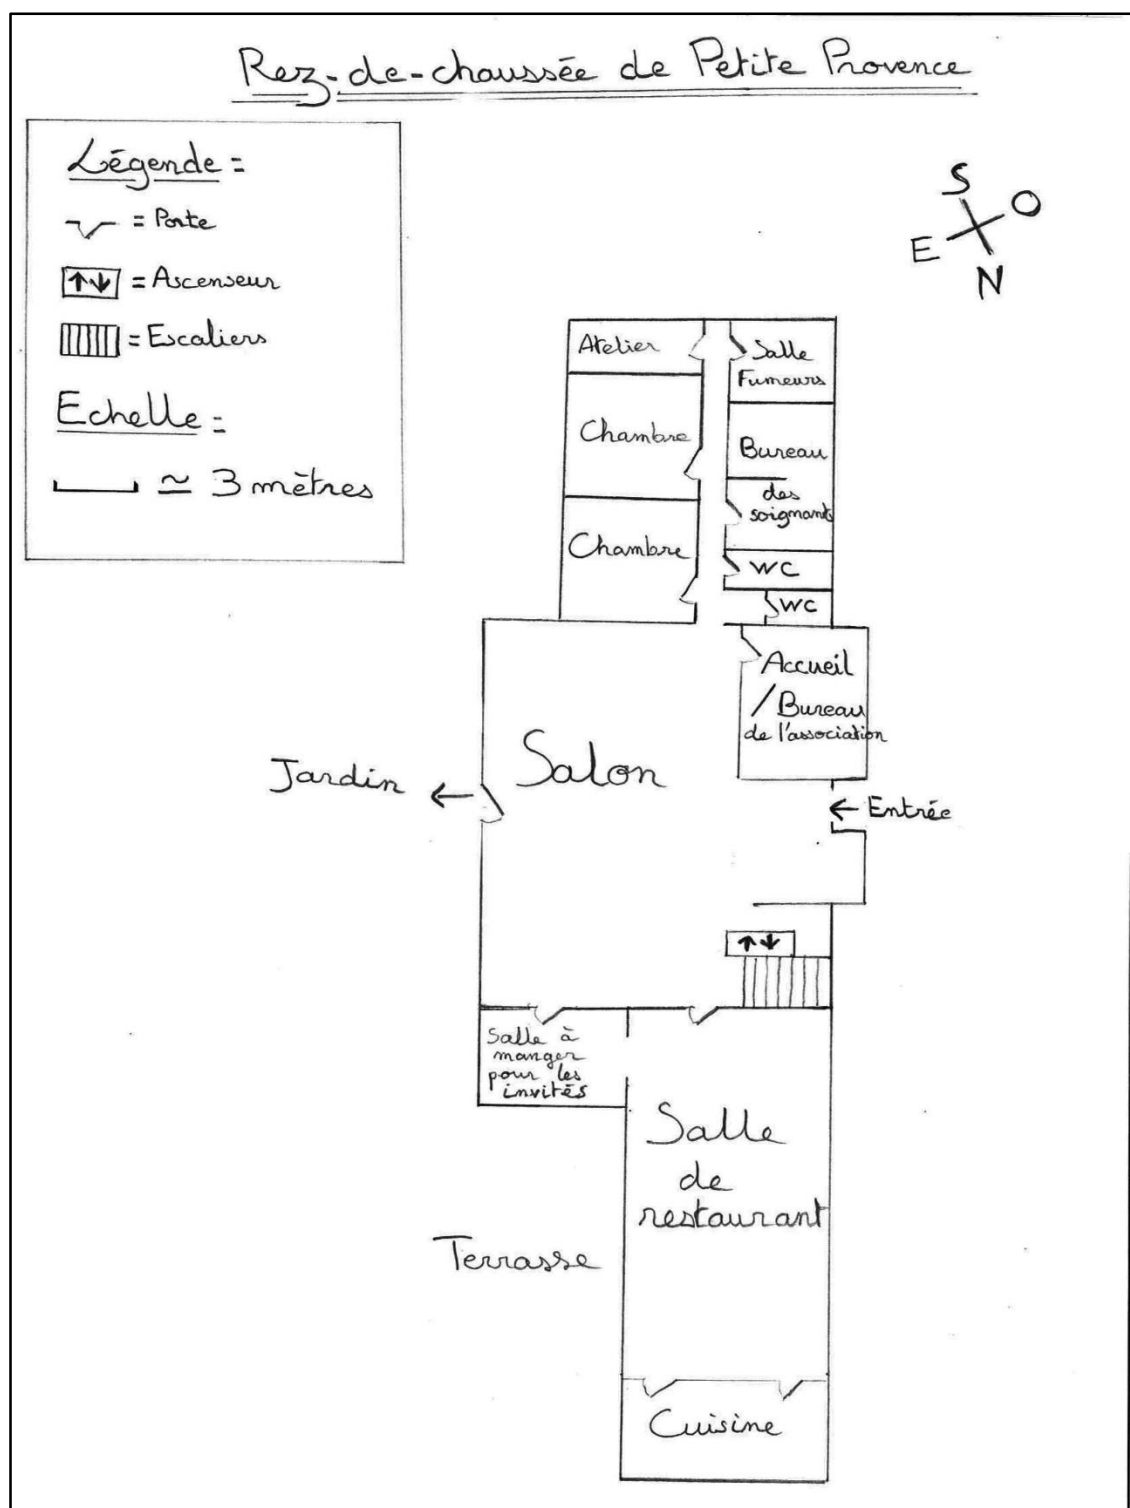 Rez-de-chaussée de Petite Provence
Légende =
= Porte
= Ascenseur
= Escaliers
Echelle =
≃ 3 mètres
S
O
E
N
Atelier
Salle
Fumeurs
Chambre
Bureau
des
soignants
Chambre
WC
WC
Accueil
/ Bureau
de l'association
Salon
Jardin
Entrée
Salle à
manger
pour les
invités
Salle
de
restaurant
Terrasse
Cuisine